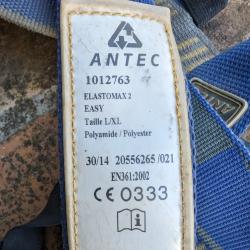 ANTEC
1012763
ELASTOMAX 2
EASY
Taille L/XL
Polyamide / Polyester
30/14 20556265 /021
EN361:2002
CE 0333